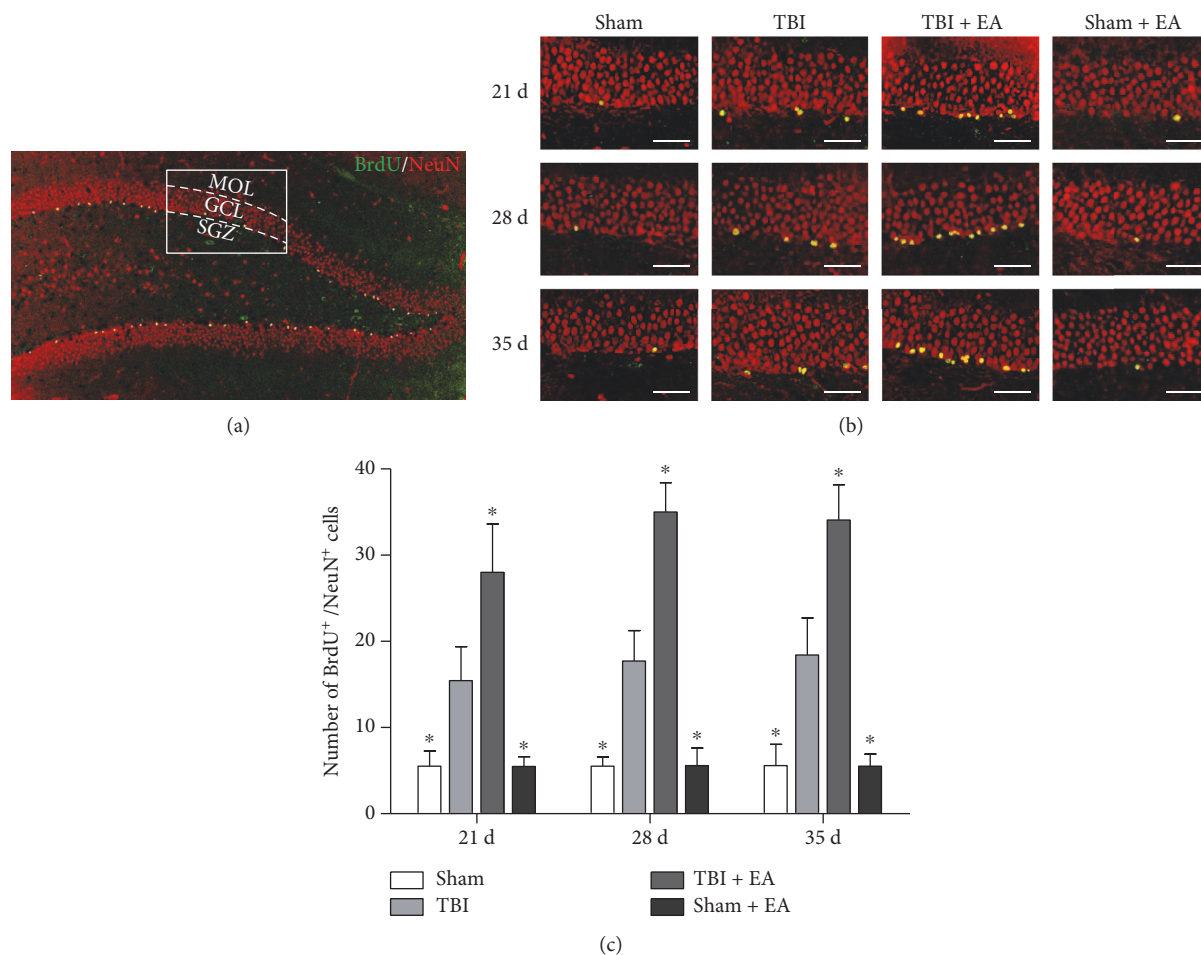 Sham TBI TBI + EA Sham + EA
21 d
28 d
35 d
BrdU/NeuN
MOL
GCL
SGZ
(a)
(b)
Number of BrdU⁺ /NeuN⁺ cells
40
30
20
10
0
* * *
* * *
* * *
21 d 28 d 35 d
Sham
TBI
TBI + EA
Sham + EA
(c)